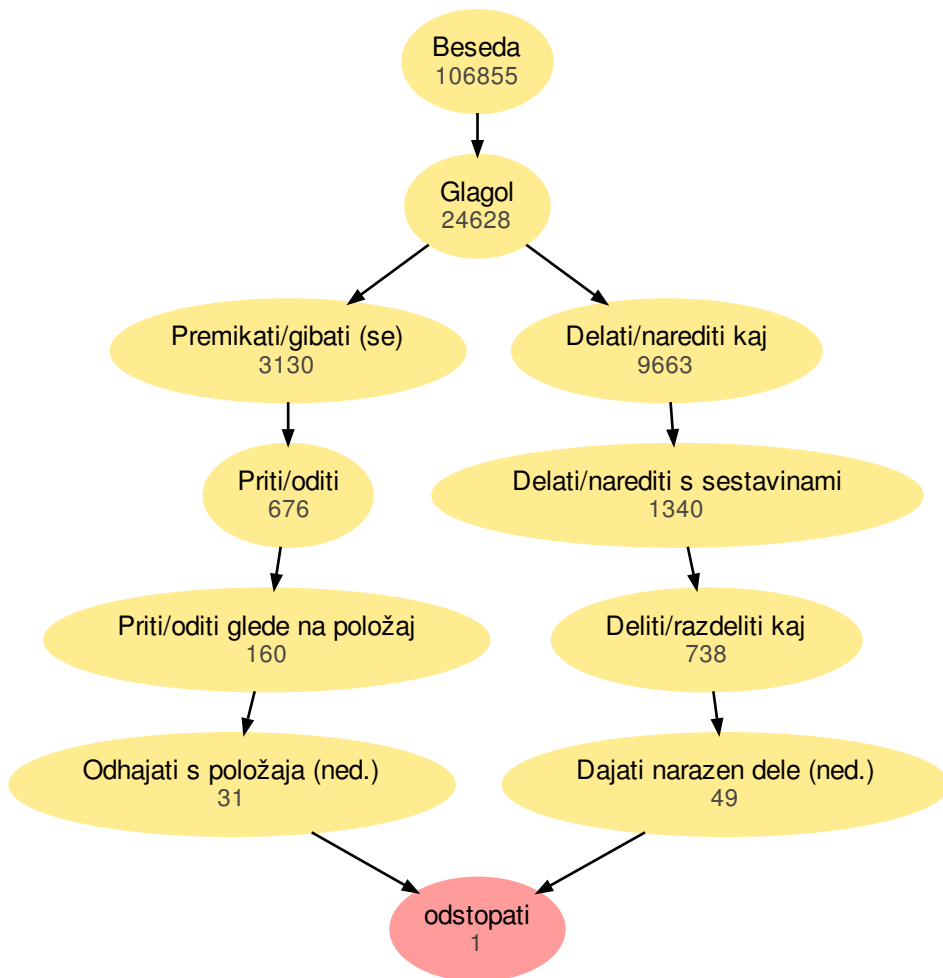 Beseda
106855
Glagol
24628
Premikati/gibati (se)
3130
Delati/narediti kaj
9663
Priti/oditi
676
Delati/narediti s sestavinami
1340
Priti/oditi glede na položaj
160
Deliti/razdeliti kaj
738
Odhajati s položaja (ned.)
31
Dajati narazen dele (ned.)
49
odstopati
1